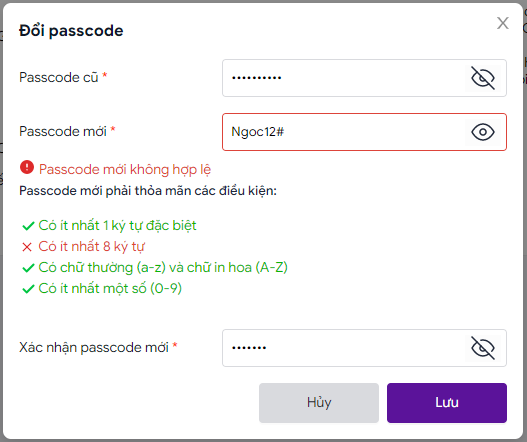 Đổi passcode
Passcode cũ *
••••••••••
Passcode mới *
Ngoc12#
Passcode mới không hợp lệ
Passcode mới phải thỏa mãn các điều kiện:
Có ít nhất 1 ký tự đặc biệt
Có ít nhất 8 ký tự
Có chữ thường (a-z) và chữ in hoa (A-Z)
Có ít nhất một số (0-9)
Xác nhận passcode mới *
•••••••
Hủy
Lưu